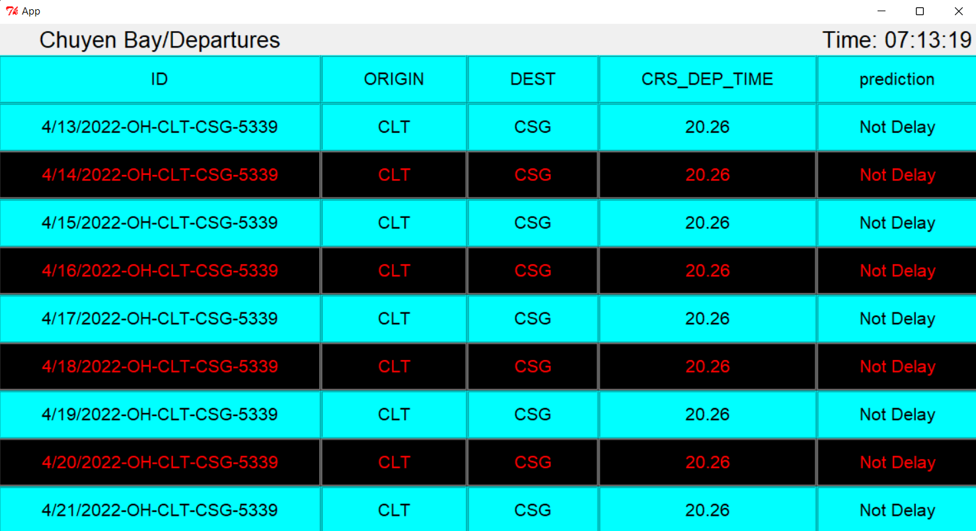 App
Chuyen Bay/Departures Time: 07:13:19
ID ORIGIN DEST CRS_DEP_TIME prediction
4/13/2022-OH-CLT-CSG-5339 CLT CSG 20.26 Not Delay
4/14/2022-OH-CLT-CSG-5339 CLT CSG 20.26 Not Delay
4/15/2022-OH-CLT-CSG-5339 CLT CSG 20.26 Not Delay
4/16/2022-OH-CLT-CSG-5339 CLT CSG 20.26 Not Delay
4/17/2022-OH-CLT-CSG-5339 CLT CSG 20.26 Not Delay
4/18/2022-OH-CLT-CSG-5339 CLT CSG 20.26 Not Delay
4/19/2022-OH-CLT-CSG-5339 CLT CSG 20.26 Not Delay
4/20/2022-OH-CLT-CSG-5339 CLT CSG 20.26 Not Delay
4/21/2022-OH-CLT-CSG-5339 CLT CSG 20.26 Not Delay